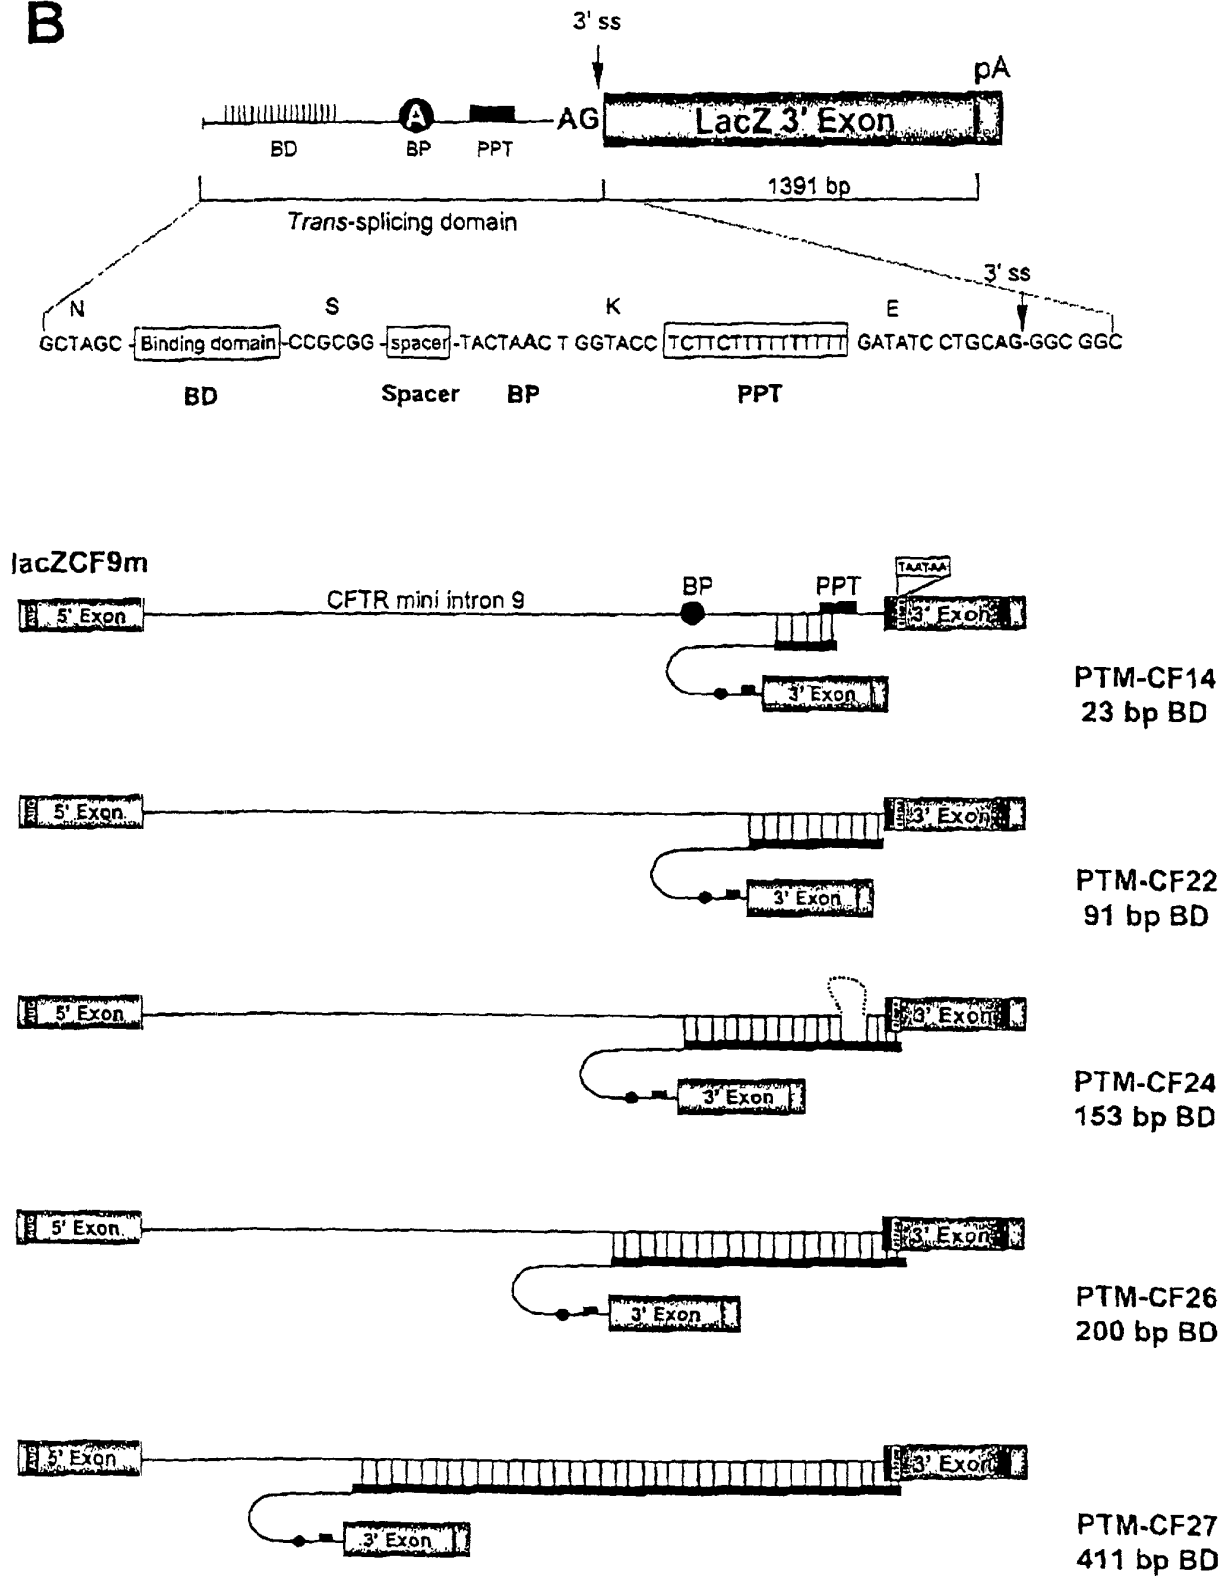 B
3' ss
pA
A
AG
LacZ 3' Exon
BD
BP
PPT
1391 bp
Trans-splicing domain
3' ss
N
S
K
E
GCTAGC - Binding domain -CCGCGG - spacer -TACTAACT GGTACC TCTTCTTTTTTTTTT GATATC CTGCAG-GGC GGC
BD
Spacer
BP
PPT
lacZCF9m
TAATAA
BP
PPT
5' Exon
CFTR mini intron 9
3' Exon
3' Exon
PTM-CF14
23 bp BD
5' Exon
3' Exon
3' Exon
PTM-CF22
91 bp BD
5' Exon
3' Exon
3' Exon
PTM-CF24
153 bp BD
5' Exon
3' Exon
3' Exon
PTM-CF26
200 bp BD
5' Exon
3' Exon
3' Exon
PTM-CF27
411 bp BD